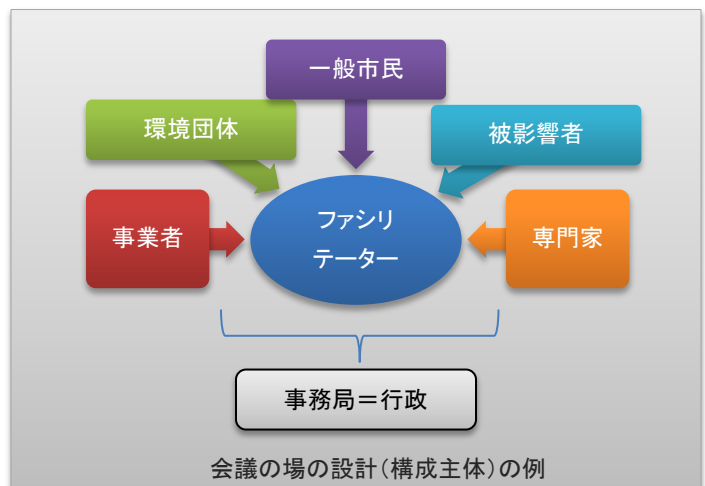 一般市民
環境団体
被影響者
事業者
ファシリ
テーター
専門家
事務局＝行政
会議の場の設計（構成主体）の例